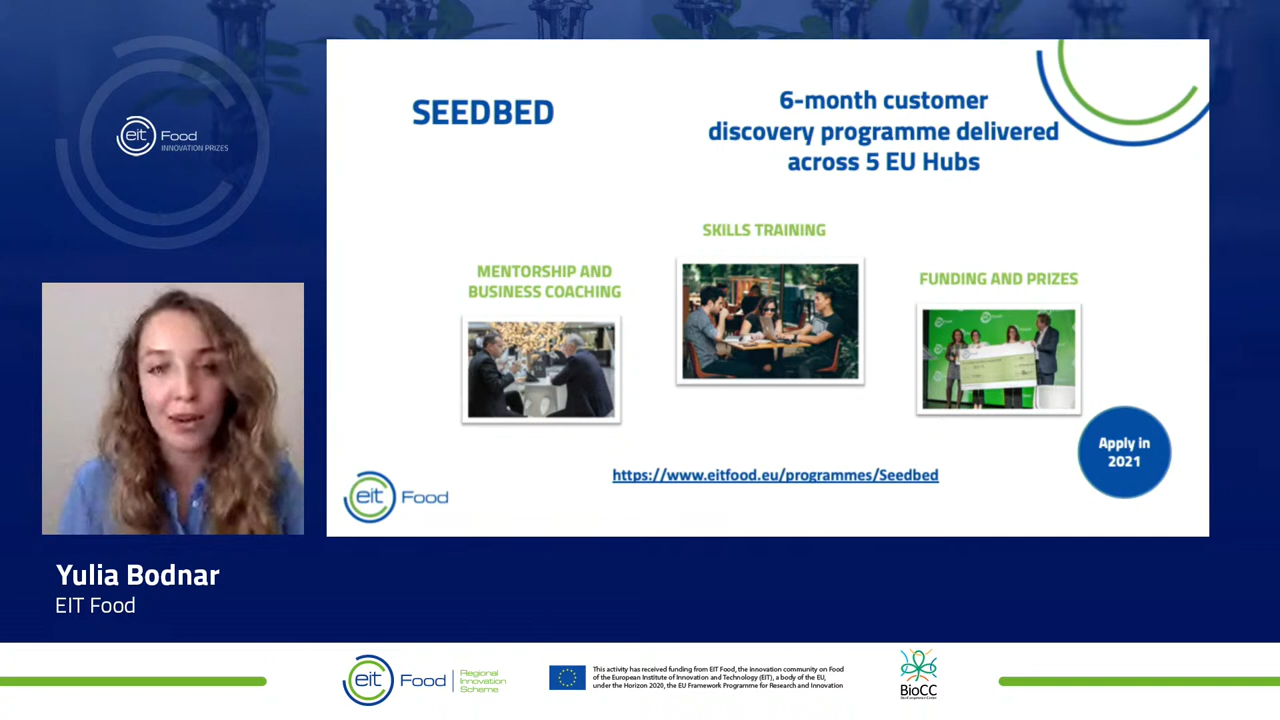 eit Food
INNOVATION PRIZES
SEEDBED
6-month customer
discovery programme delivered
across 5 EU Hubs
SKILLS TRAINING
MENTORSHIP AND
BUSINESS COACHING
FUNDING AND PRIZES
Apply in
2021
https://www.eitfood.eu/programmes/Seedbed
eit Food
Yulia Bodnar
EIT Food
eit Food
Regional
Innovation
Scheme
This activity has received funding from EIT Food, the innovation community on Food
of the European Institute of Innovation and Technology (EIT), a body of the EU,
under the Horizon 2020, the EU Framework Programme for Research and Innovation
BioCC